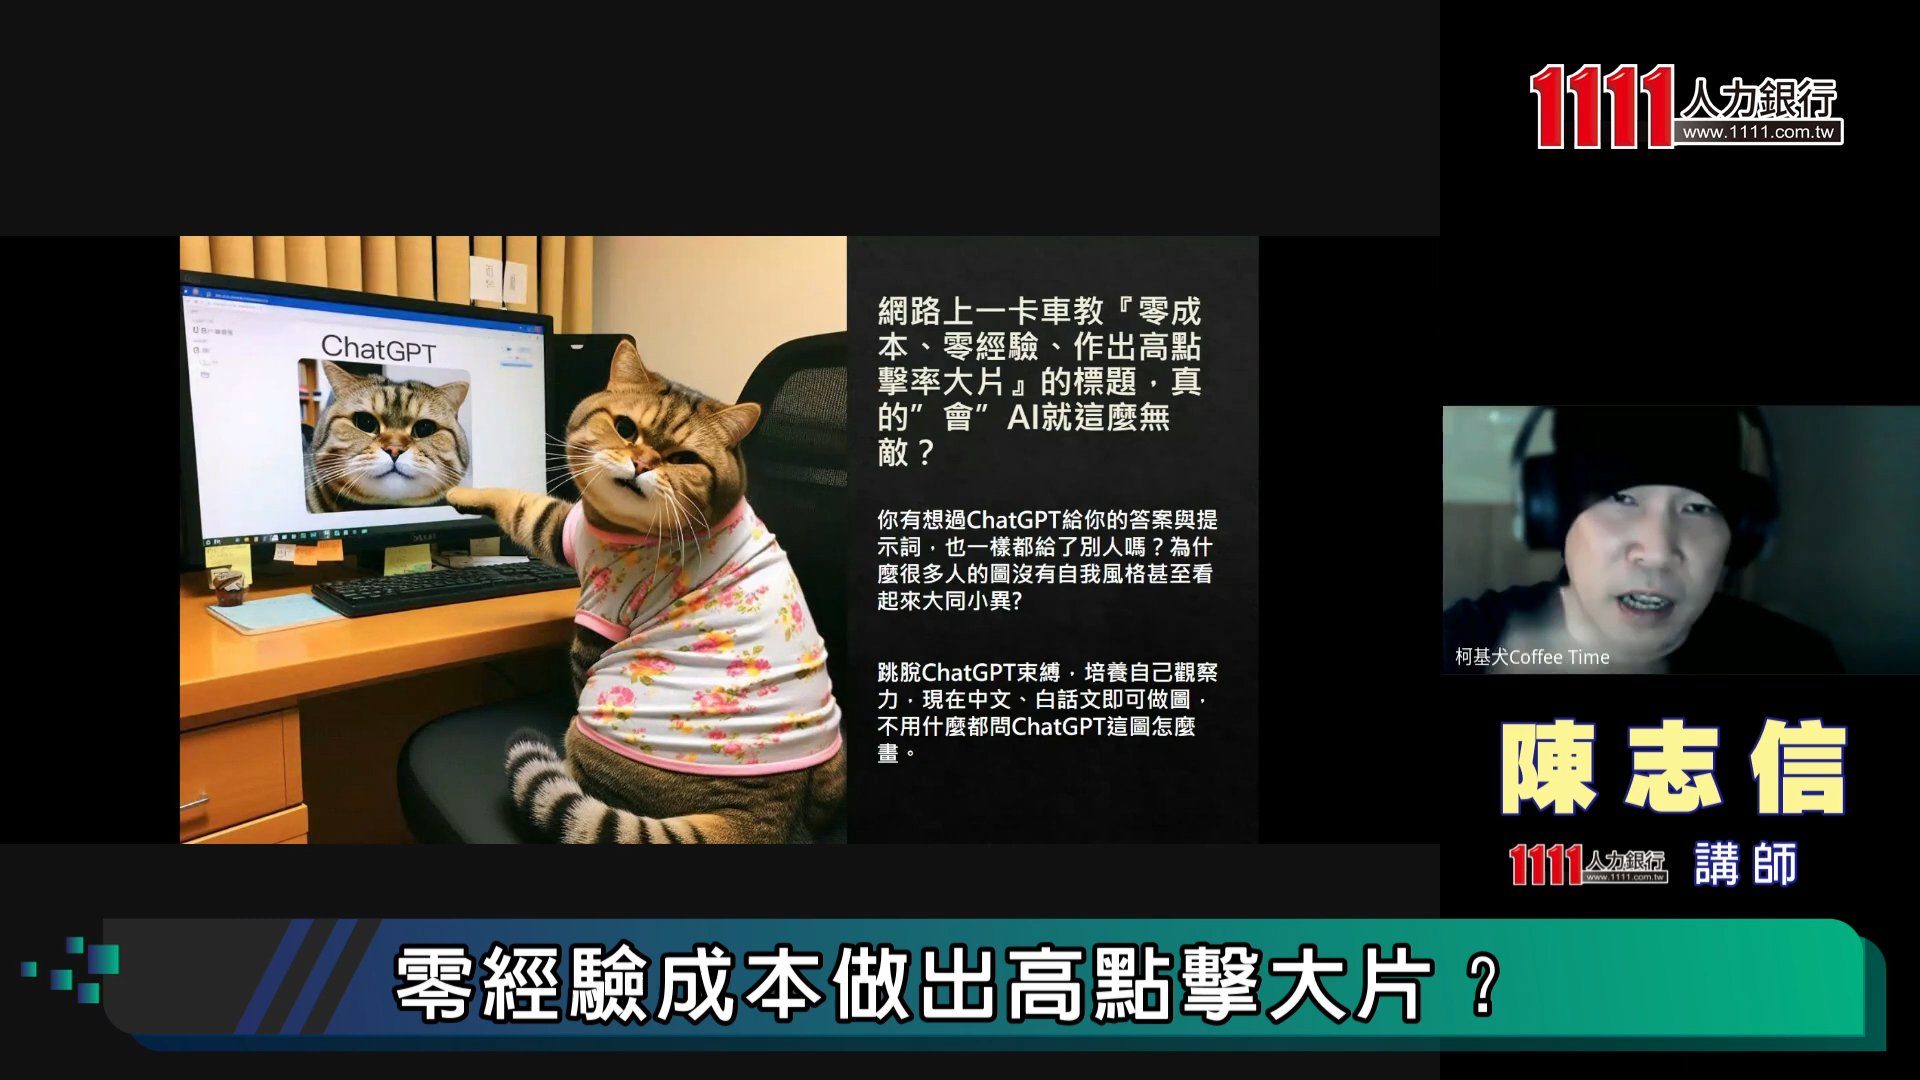 1111人力銀行
www.1111.com.tw
ChatGPT
網路上一卡車教『零成
本、零經驗、作出高點
擊率大片』的標題，真
的”會”AI就這麼無
敵？
你有想過ChatGPT給你的答案與提
示詞，也一樣都給了別人嗎？為什
麼很多人的圖沒有自我風格甚至看
起來大同小異?
跳脫ChatGPT束縛，培養自己觀察
力，現在中文、白話文即可做圖，
不用什麼都問ChatGPT這圖怎麼
畫。
柯基犬Coffee Time
陳志信
1111人力銀行
www.1111.com.tw
講師
零經驗成本做出高點擊大片？